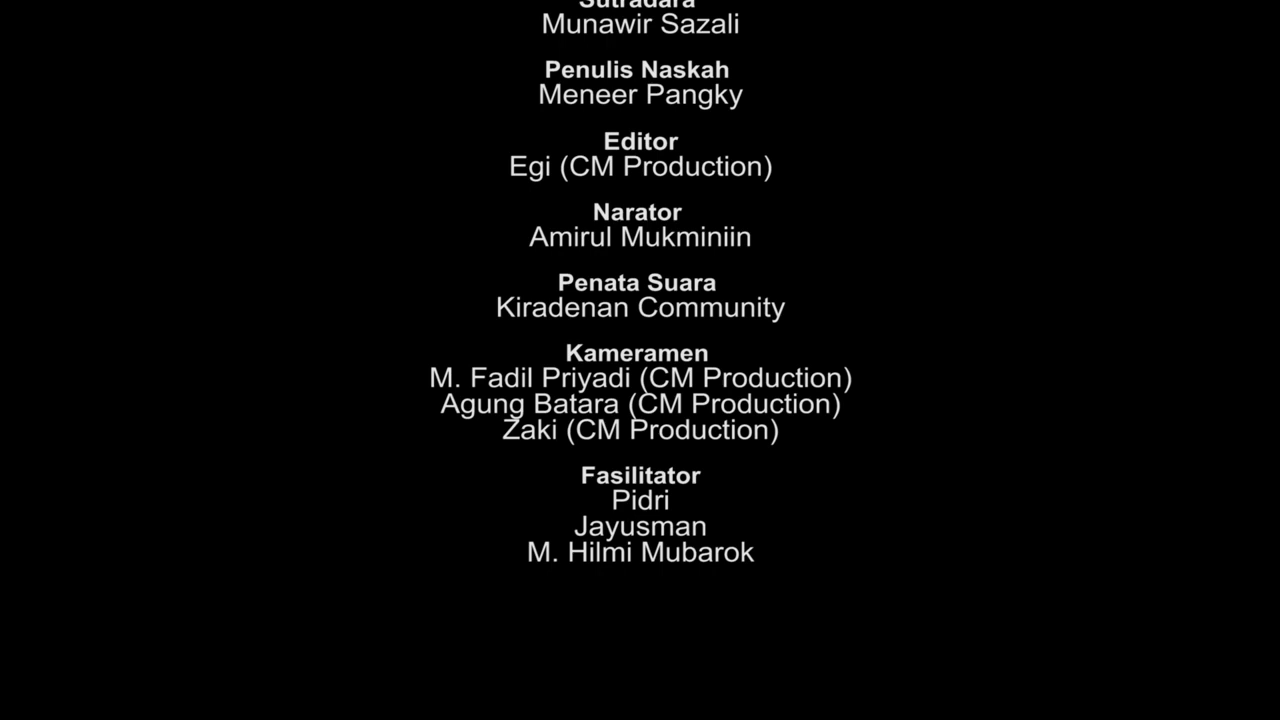 Sutradara
Munawir Sazali
Penulis Naskah
Meneer Pangky
Editor
Egi (CM Production)
Narator
Amirul Mukminiin
Penata Suara
Kiradenan Community
Kameramen
M. Fadil Priyadi (CM Production)
Agung Batara (CM Production)
Zaki (CM Production)
Fasilitator
Pidri
Jayusman
M. Hilmi Mubarok